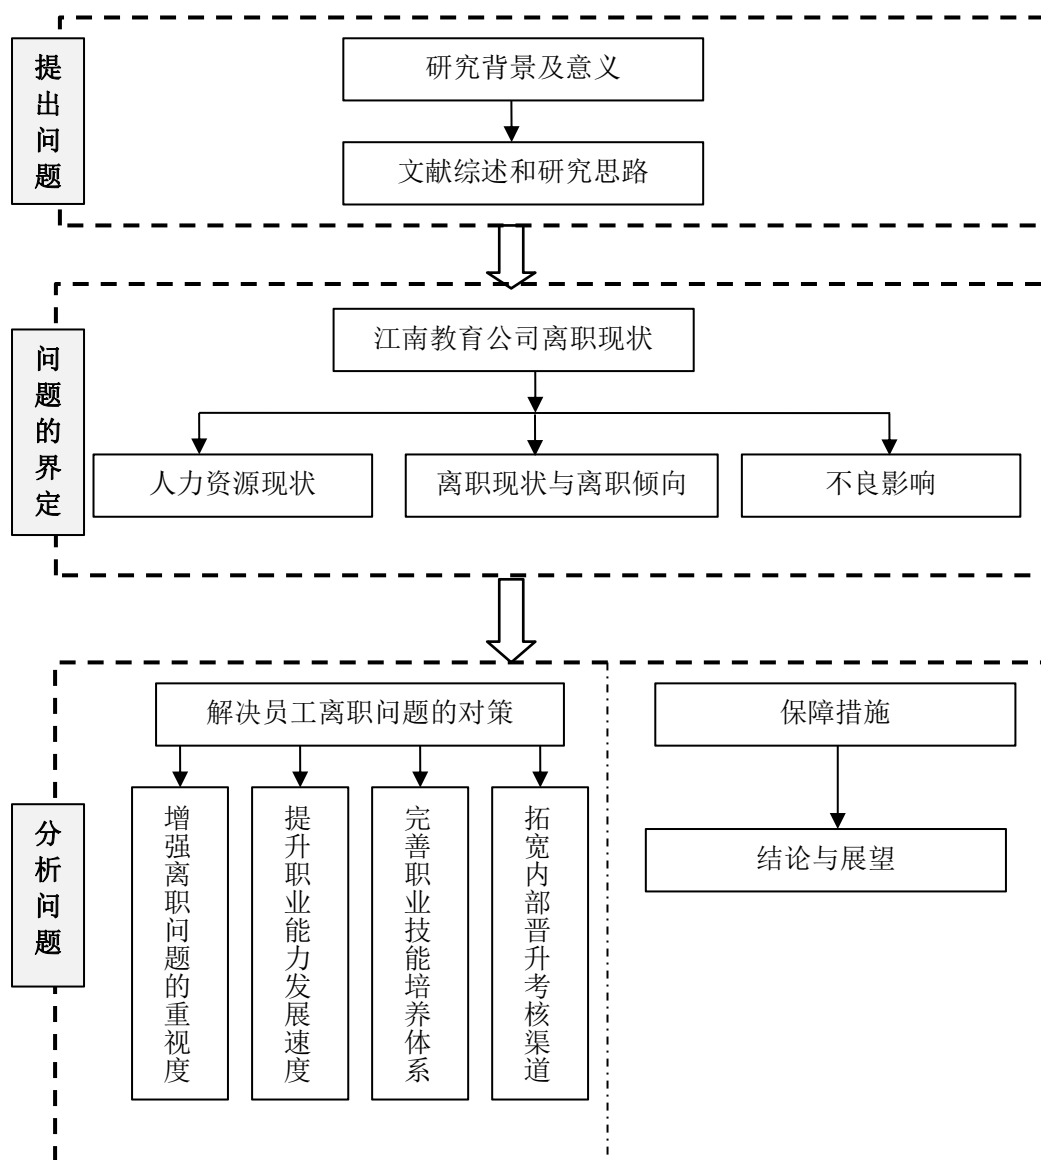 提出问题
研究背景及意义
文献综述和研究思路
问题的界定
江南教育公司离职现状
人力资源现状
离职现状与离职倾向
不良影响
分析问题
解决员工离职问题的对策
增强离职问题的重视度
提升职业能力发展速度
完善职业技能培养体系
拓宽内部晋升考核渠道
保障措施
结论与展望